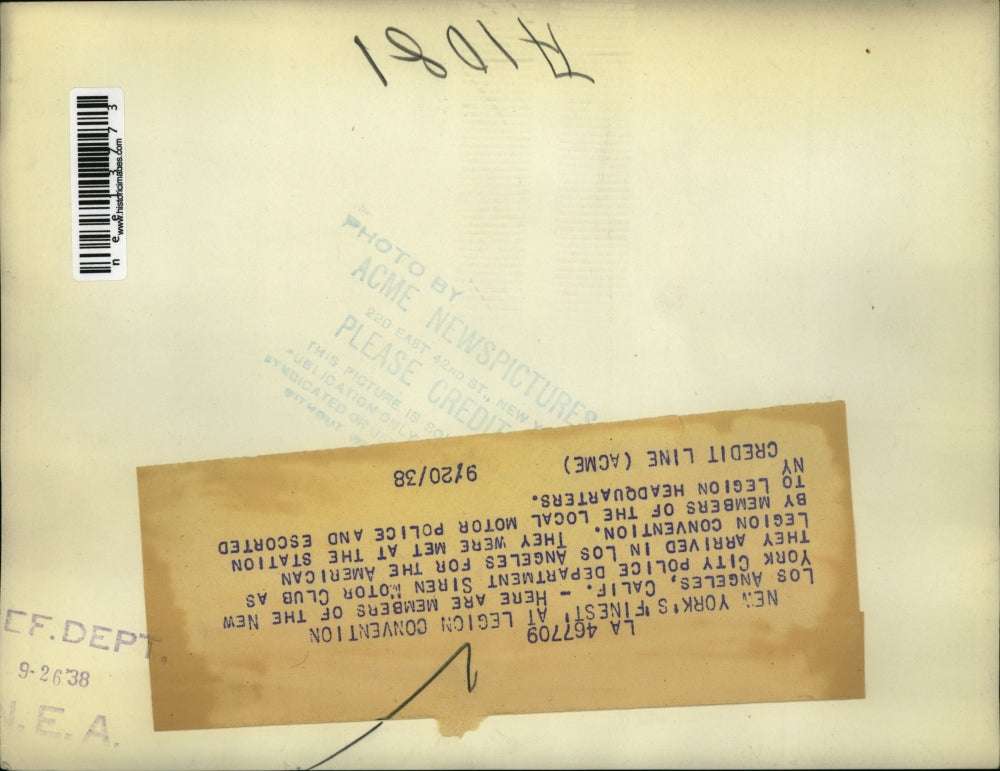 A1081
www.historicimages.com
PHOTO BY
ACME NEWSPICTURES
220 EAST 42ND ST., NEW Y
PLEASE CREDIT
THIS PICTURE IS
PUBLICATION ONLY
SYNDICATED OR
WITHOUT
LA 467709
NEW YORK'S FINEST! AT LEGION CONVENTION
LOS ANGELES, CALIF. - HERE ARE MEMBERS OF THE NEW
YORK CITY POLICE DEPARTMENT SIREN MOTOR CLUB AS
THEY ARRIVED IN LOS ANGELES FOR THE AMERICAN
LEGION CONVENTION. THEY WERE MET AT THE STATION
BY MEMBERS OF THE LOCAL MOTOR POLICE AND ESCORTED
TO LEGION HEADQUARTERS.
NY
CREDIT LINE (ACME) 9/20/38
EF.DEPT.
9-26 38
N.E.A.